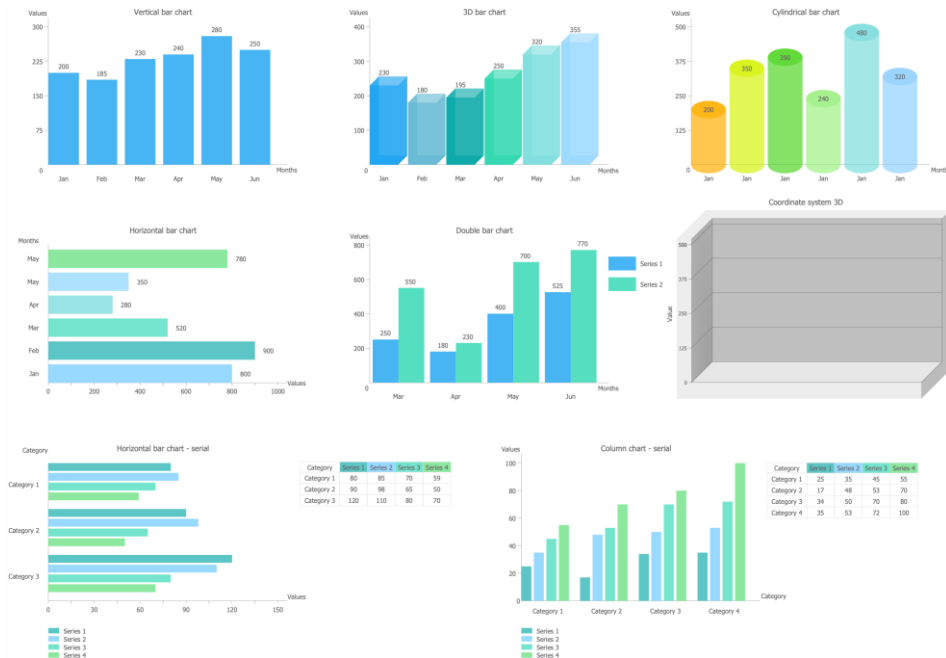 Vertical bar chart
Values
300
225
150
75
0
200
185
230
240
280
250
Jan
Feb
Mar
Apr
May
Jun
Months
3D bar chart
Values
400
300
200
100
0
230
180
195
250
320
355
Jan
Feb
Mar
Apr
May
Jun
Months
Cylindrical bar chart
Values
500
375
250
125
0
200
350
390
240
480
320
Jan
Jan
Jan
Jan
Jan
Jan
Months
Horizontal bar chart
Months
May
780
May
350
Apr
280
Mar
520
Feb
900
Jan
800
0
200
400
600
800
1000
Values
Double bar chart
Values
800
600
400
200
0
250
550
180
230
400
700
525
770
Mar
Apr
May
Jun
Months
Series 1
Series 2
Coordinate system 3D
Value
500
375
250
125
0
Horizontal bar chart - serial
Category
Category 1
Category 2
Category 3
0
30
60
90
120
150
Values
Series 1
Series 2
Series 3
Series 4
Category Series 1 Series 2 Series 3 Series 4
Category 1 80 85 70 59
Category 2 90 98 65 50
Category 3 120 110 80 70
Column chart - serial
Values
100
80
60
40
20
0
Category 1
Category 2
Category 3
Category 4
Category
Series 1
Series 2
Series 3
Series 4
Category Series 1 Series 2 Series 3 Series 4
Category 1 25 35 45 55
Category 2 17 48 53 70
Category 3 34 50 70 80
Category 4 35 53 72 100